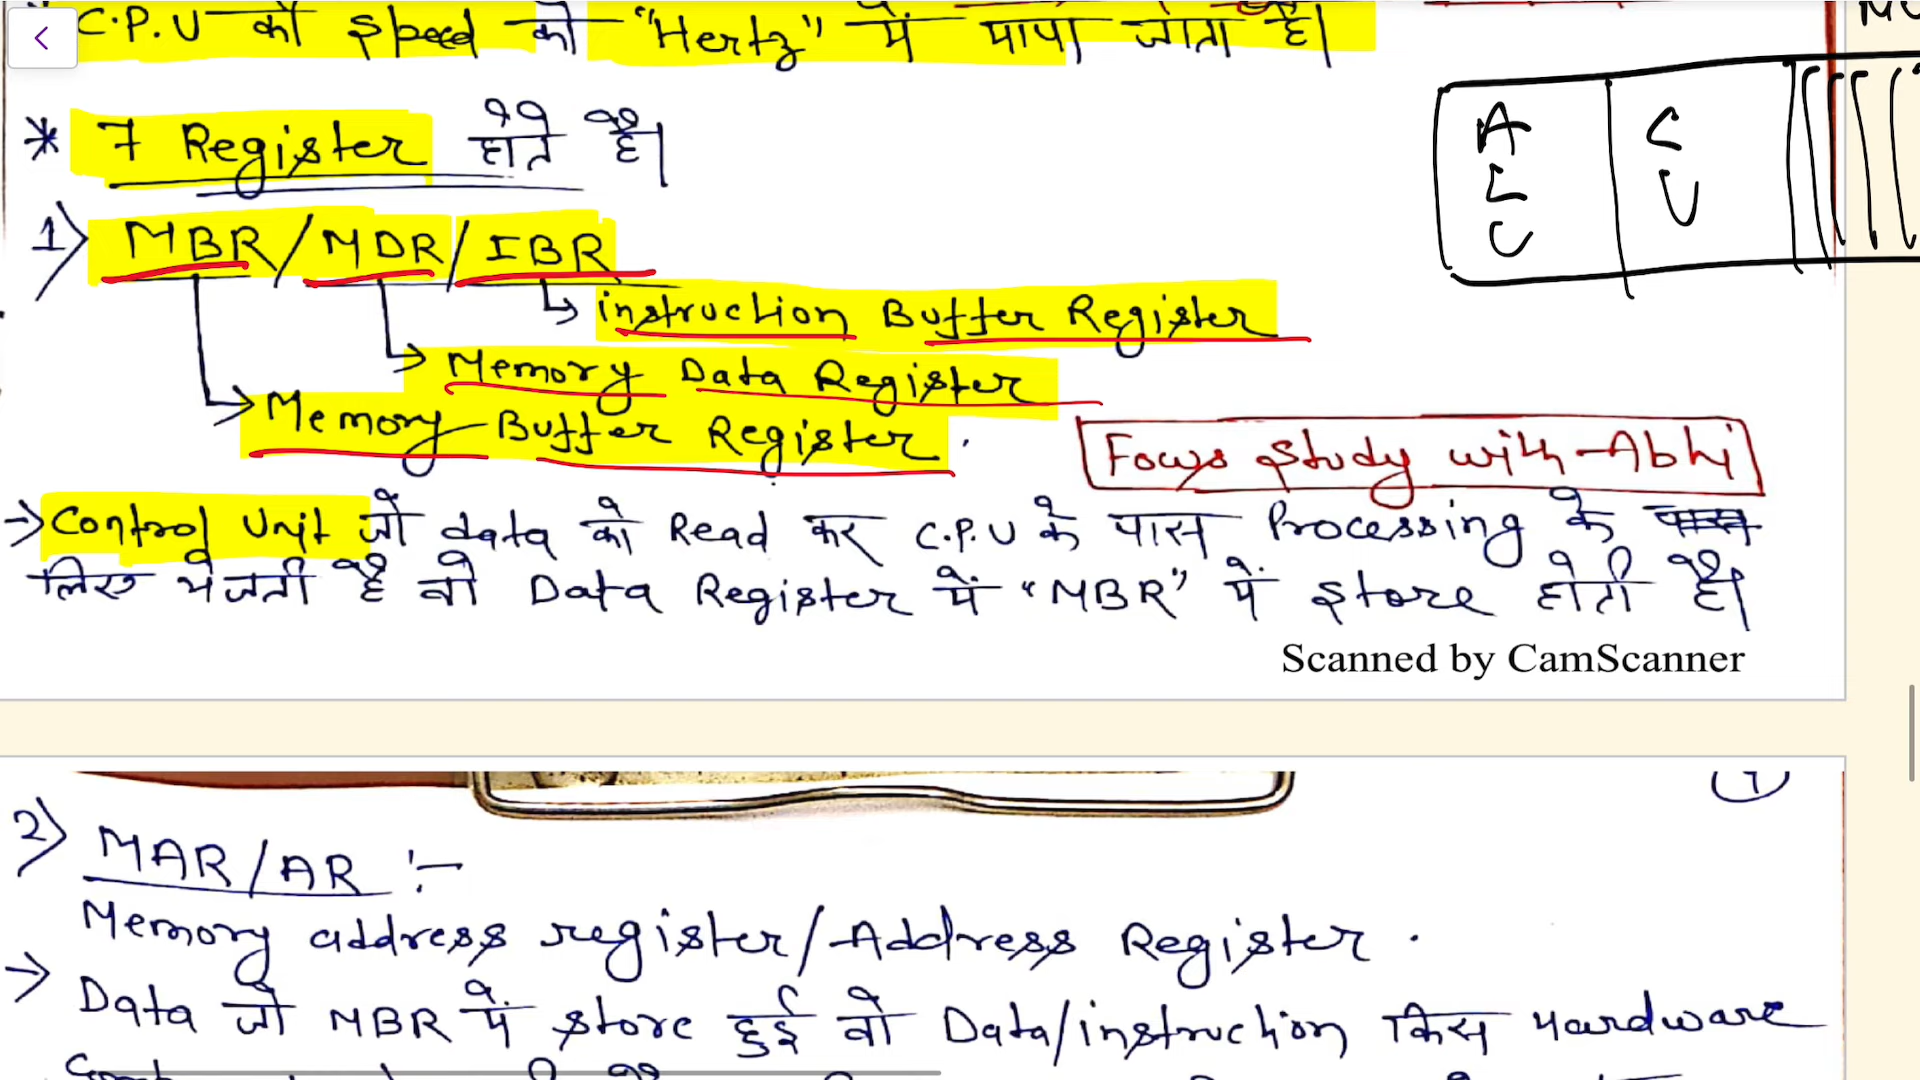 C.P.U की speed को "Hertz" में मापा जाता है।
* 7 Register होते है।
1) MBR/MDR/IBR
instruction Buffer Register
Memory Data Register
Memory Buffer Register.
Focus study with Abhi
→ Control Unit जो data को Read कर C.P.U के पास Processing के
लिए भेजती है वो Data Register में "MBR" में store होती है।
Scanned by CamScanner
A
L
U
C
U
2) MAR/AR :-
Memory address register/Address Register.
→ Data जो MBR में store हुई वो Data/instruction किस Hardware